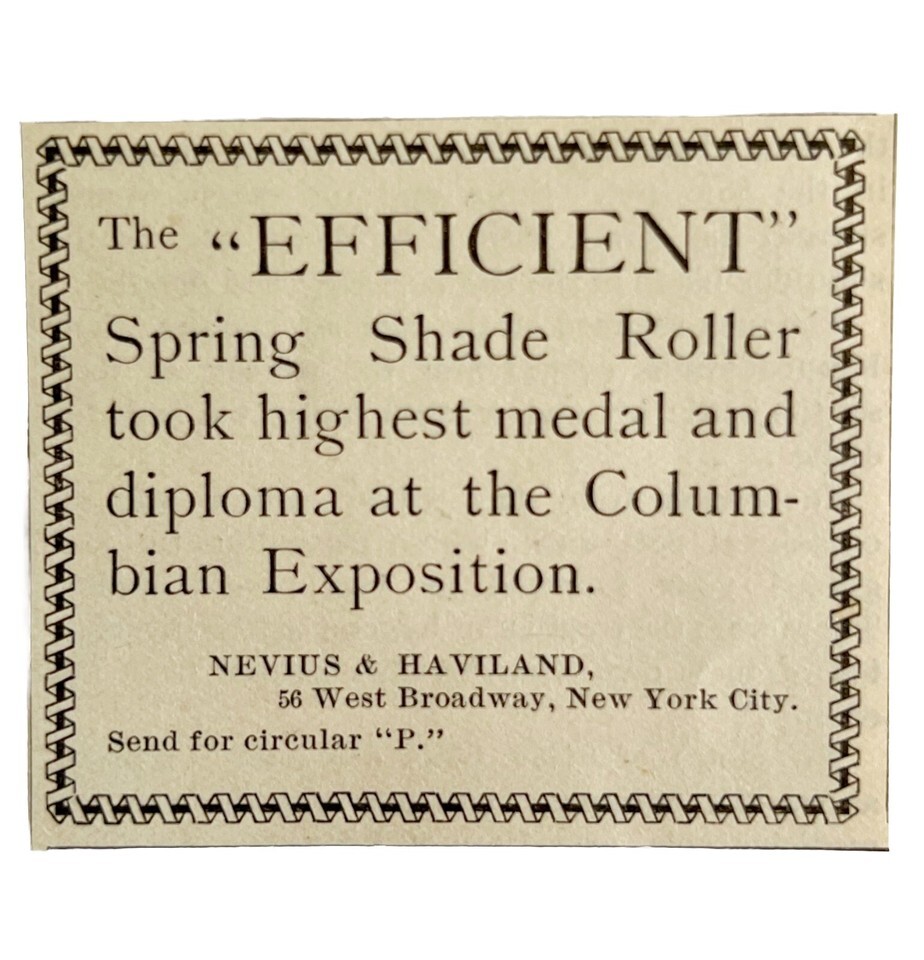 The “EFFICIENT”
Spring Shade Roller
took highest medal and
diploma at the Colum-
bian Exposition.
NEVIUS & HAVILAND,
56 West Broadway, New York City.
Send for circular “P.”